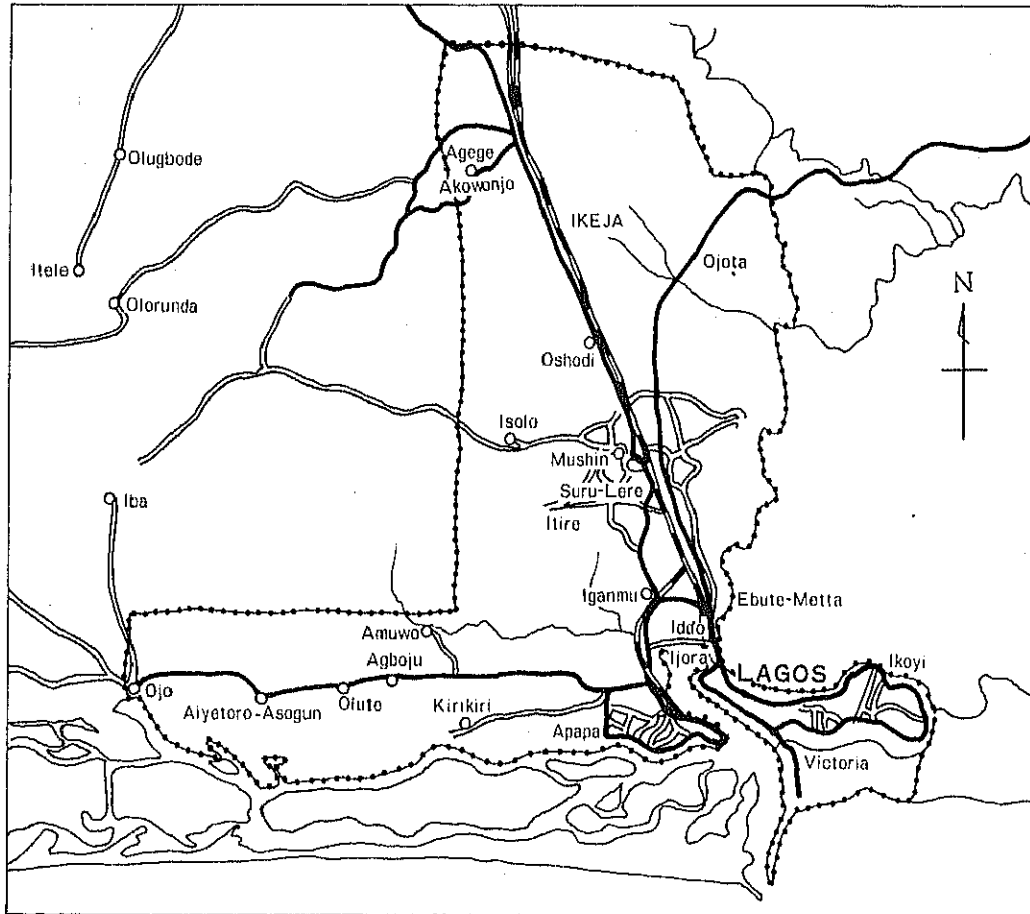 Olugbode
Agege
Akowonjo
IKEJA
Itele
Ojota
Olorunda
N
Oshodi
Isolo
Mushin
Suru-Lere
Iba
Itire
Iganmu
Ebute-Metta
Iddo
Amuwo
Ijora
Agboju
LAGOS
Ikoyi
Ojo
Aiyetoro-Asogun
Ofuto
Kirikiri
Apapa
Victoria